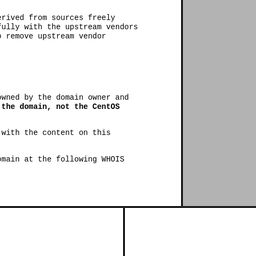 erived from sources freely
fully with the upstream vendors
o remove upstream vendor
owned by the domain owner and
the domain, not the CentOS
with the content on this
omain at the following WHOIS